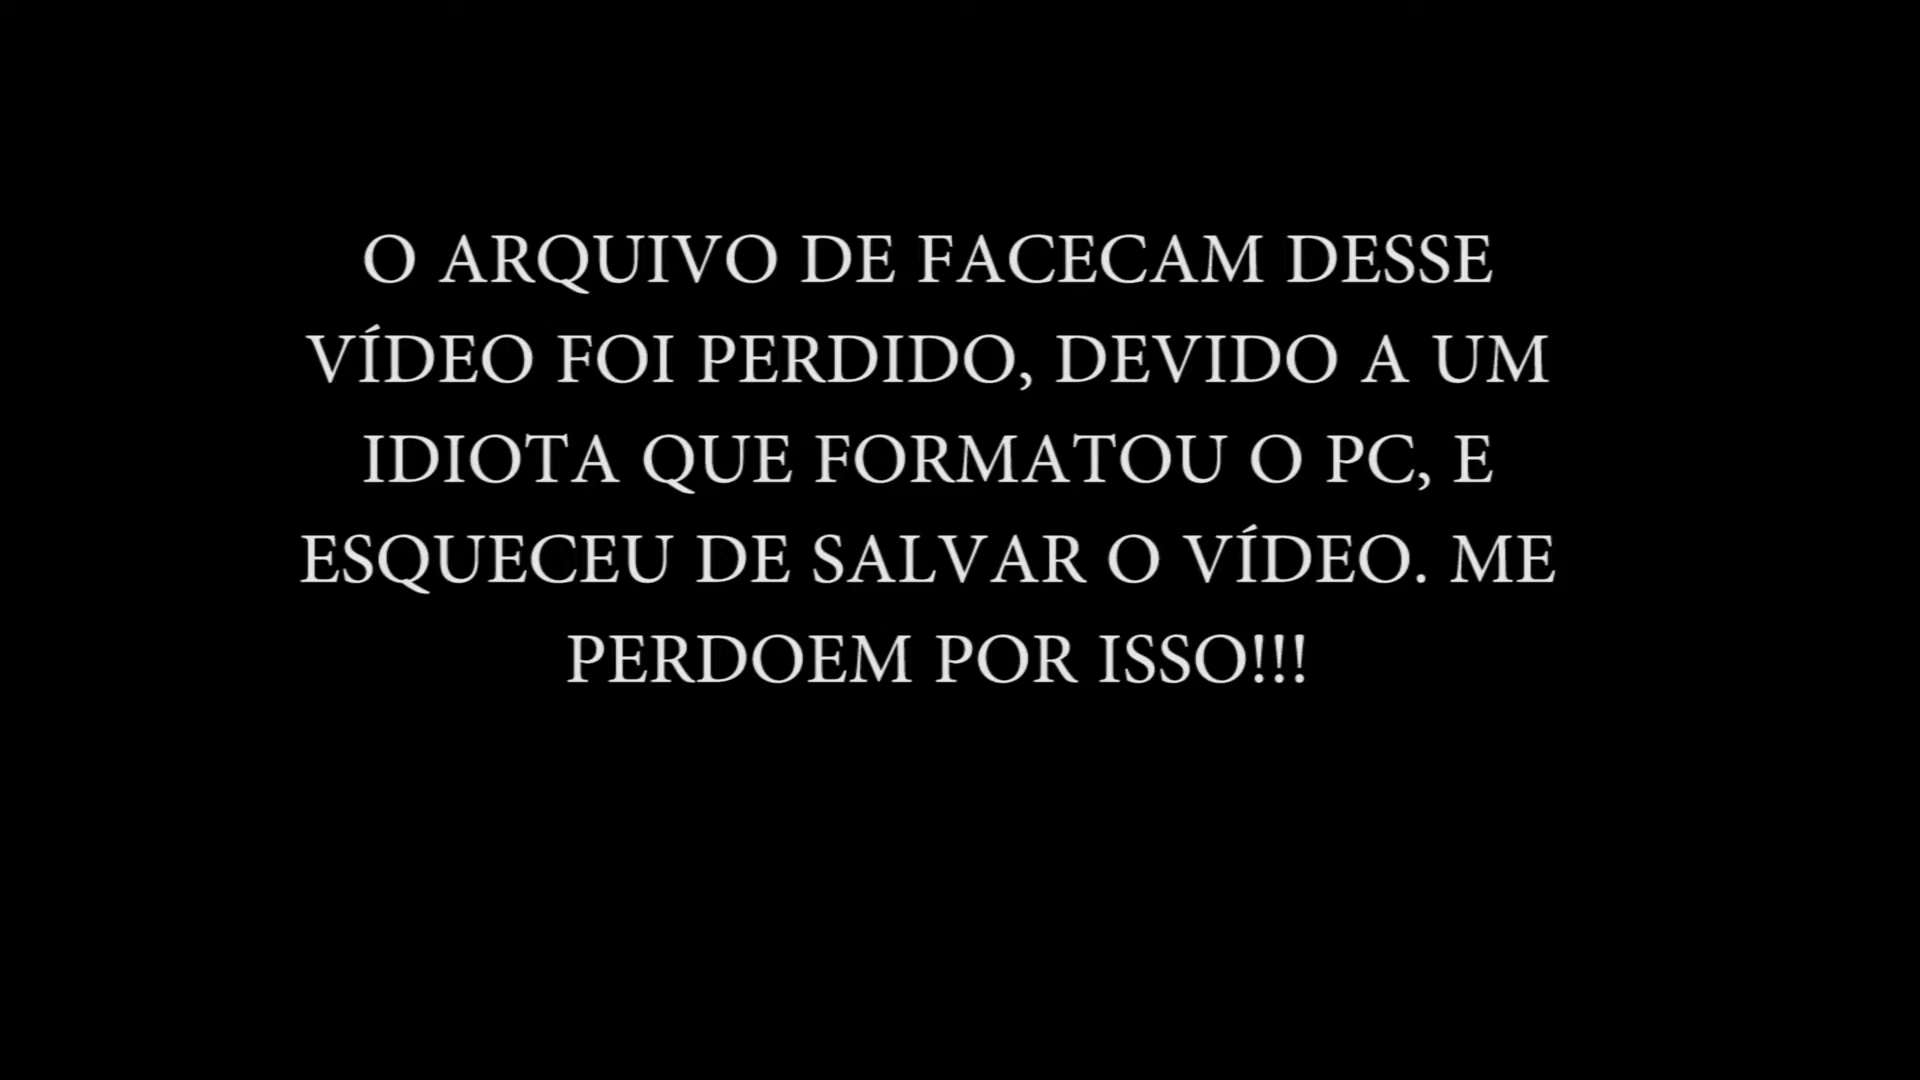 O ARQUIVO DE FACECAM DESSE
VÍDEO FOI PERDIDO, DEVIDO A UM
IDIOTA QUE FORMATOU O PC, E
ESQUECEU DE SALVAR O VÍDEO. ME
PERDOEM POR ISSO!!!